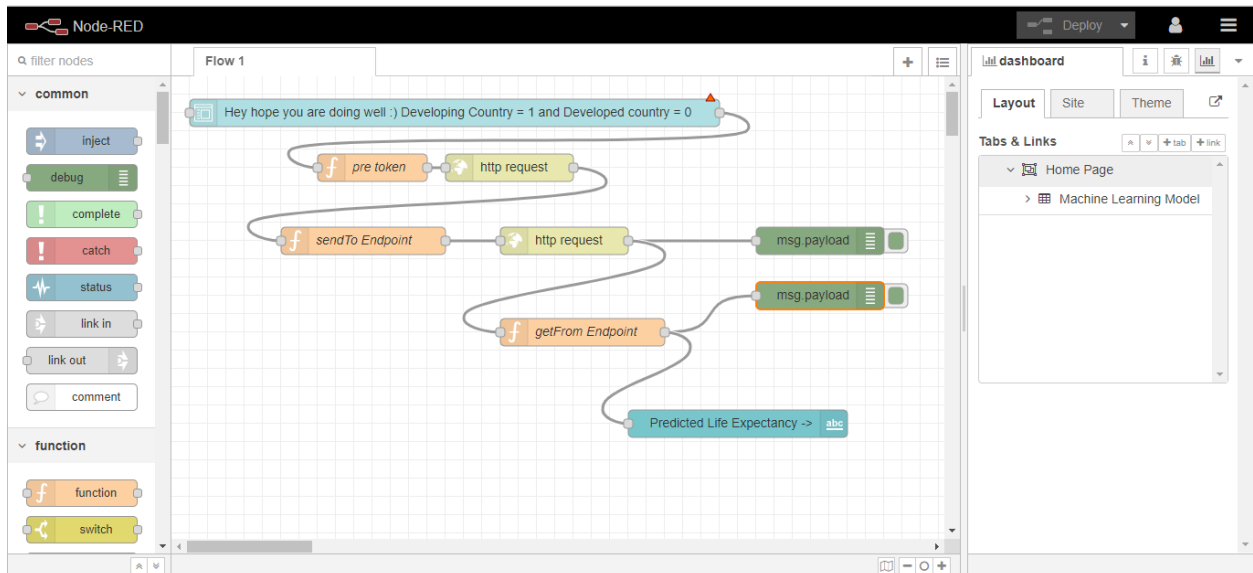 Node-RED
Deploy
filter nodes
Flow 1
dashboard
i
common
inject
debug
complete
catch
status
link in
link out
comment
function
function
switch
Hey hope you are doing well :) Developing Country = 1 and Developed country = 0
pre token
http request
sendTo Endpoint
http request
msg.payload
msg.payload
getFrom Endpoint
Predicted Life Expectancy -> abc
Layout
Site
Theme
Tabs & Links
+ tab
+ link
Home Page
Machine Learning Model